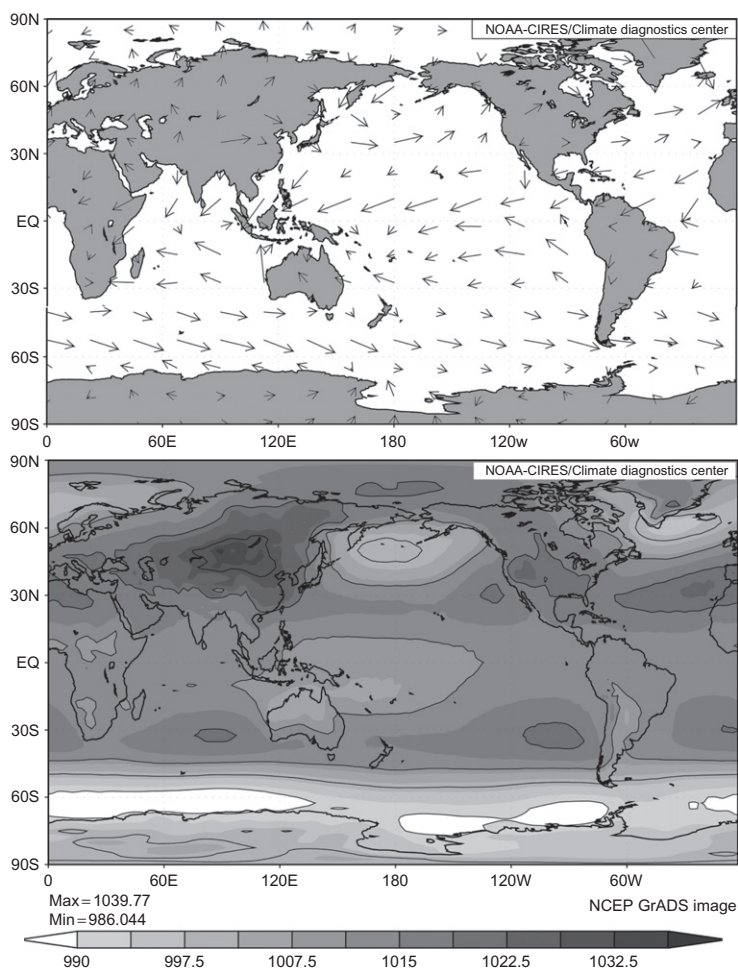 90N
NOAA-CIRES/Climate diagnostics center
60N
30N
EQ
30S
60S
90S
0 60E 120E 180 120w 60w
90N
NOAA-CIRES/Climate diagnostics center
60N
30N
EQ
30S
60S
90S
0 60E 120E 180 120W 60W
Max=1039.77
Min=986.044
NCEP GrADS image
990 997.5 1007.5 1015 1022.5 1032.5